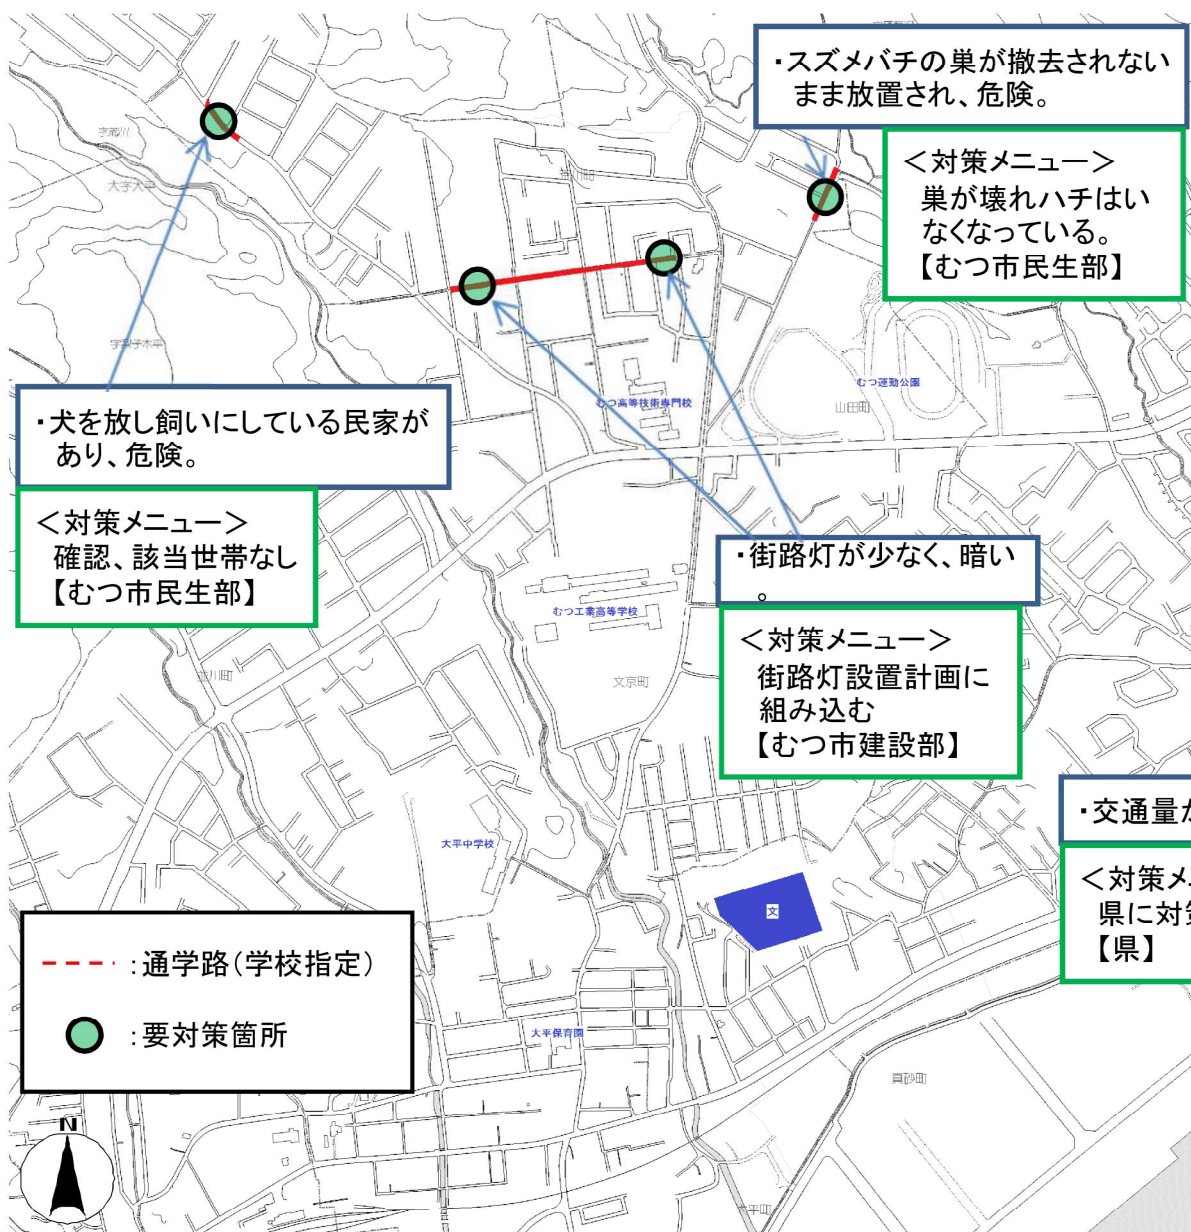 ・スズメバチの巣が撤去されない
まま放置され、危険。
＜対策メニュー＞
巣が壊れハチはい
なくなっている。
【むつ市民生部】
大字大平
むつ運動公園
山田町
むつ高等技術専門校
・犬を放し飼いにしている民家が
あり、危険。
＜対策メニュー＞
確認、該当世帯なし
【むつ市民生部】
・街路灯が少なく、暗い
。
＜対策メニュー＞
街路灯設置計画に
組み込む
【むつ市建設部】
むつ工業高等学校
並川町
文京町
・交通量が
＜対策メ
県に対策
【県】
大平中学校
文
---- :通学路(学校指定)
:要対策箇所
大平保育園
真砂町
大平町
N